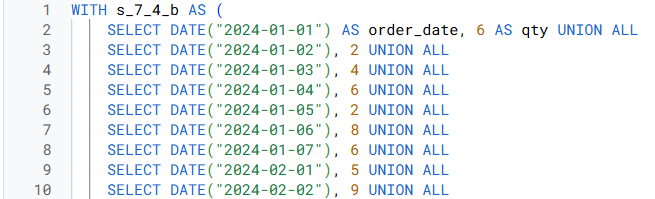 1 WITH s_7_4_b AS (
2 SELECT DATE("2024-01-01") AS order_date, 6 AS qty UNION ALL
3 SELECT DATE("2024-01-02"), 2 UNION ALL
4 SELECT DATE("2024-01-03"), 4 UNION ALL
5 SELECT DATE("2024-01-04"), 6 UNION ALL
6 SELECT DATE("2024-01-05"), 2 UNION ALL
7 SELECT DATE("2024-01-06"), 8 UNION ALL
8 SELECT DATE("2024-01-07"), 6 UNION ALL
9 SELECT DATE("2024-02-01"), 5 UNION ALL
10 SELECT DATE("2024-02-02"), 9 UNION ALL